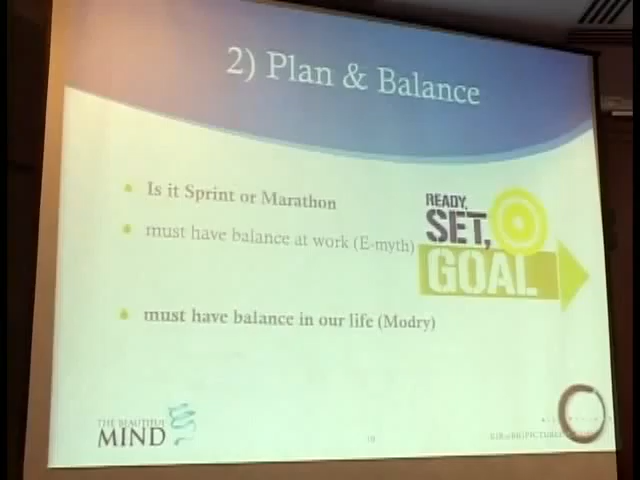 2) Plan & Balance
Is it Sprint or Marathon
must have balance at work (E-myth)
must have balance in our life (Modry)
READY,
SET,
GOAL
THE BEAUTIFUL
MIND